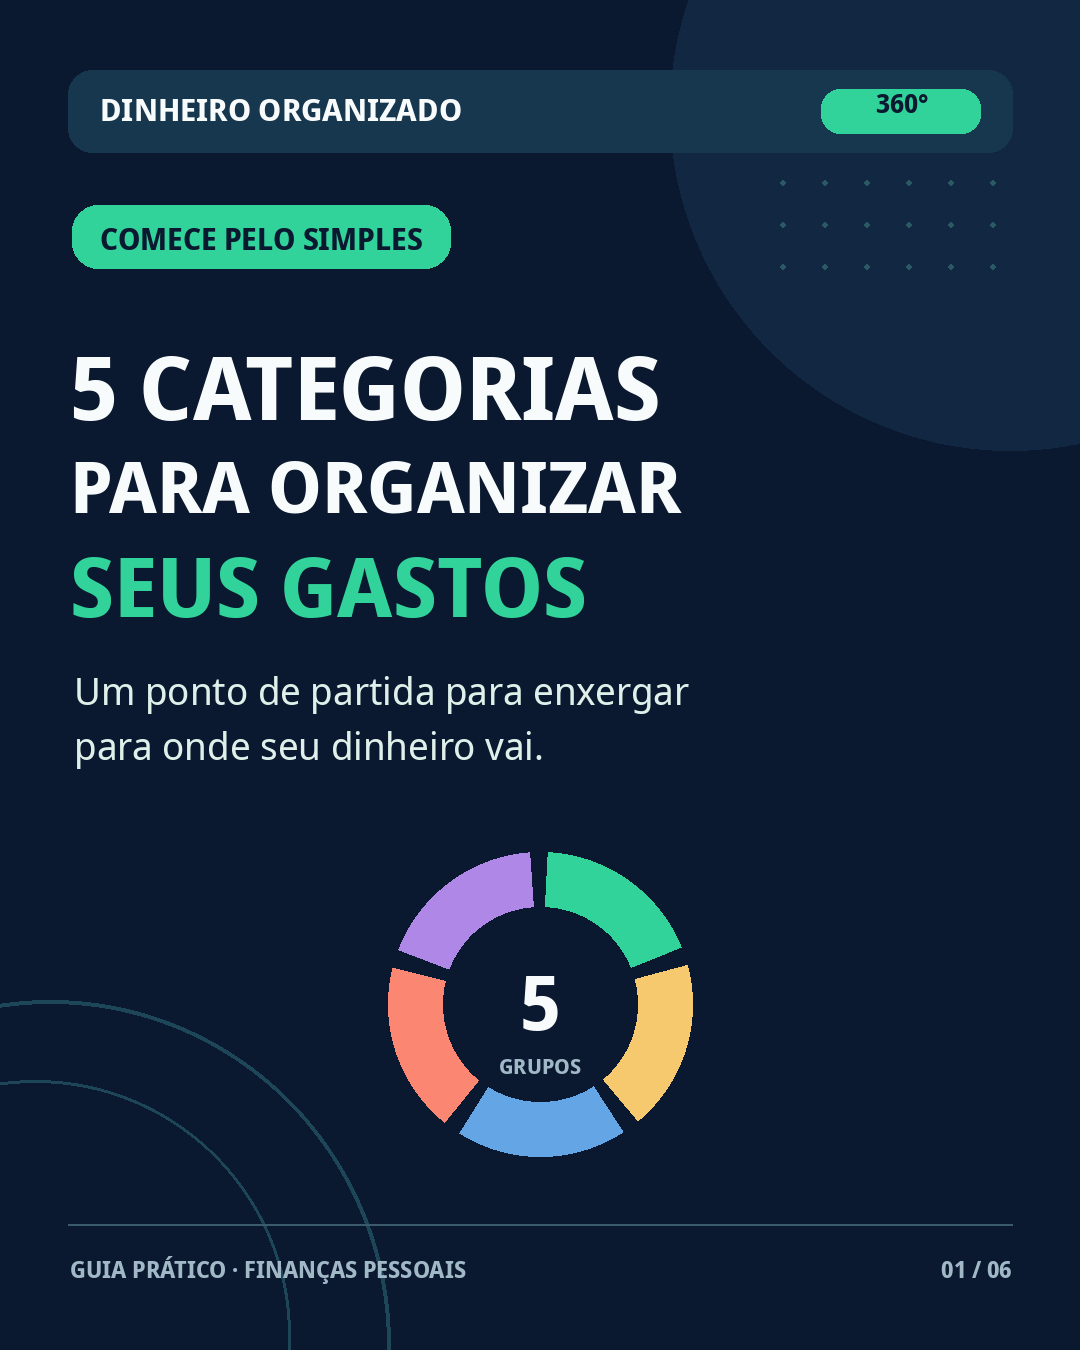 DINHEIRO ORGANIZADO
360°
COMECE PELO SIMPLES
5 CATEGORIAS
PARA ORGANIZAR
SEUS GASTOS
Um ponto de partida para enxergar
para onde seu dinheiro vai.
5
GRUPOS
GUIA PRÁTICO · FINANÇAS PESSOAIS
01 / 06